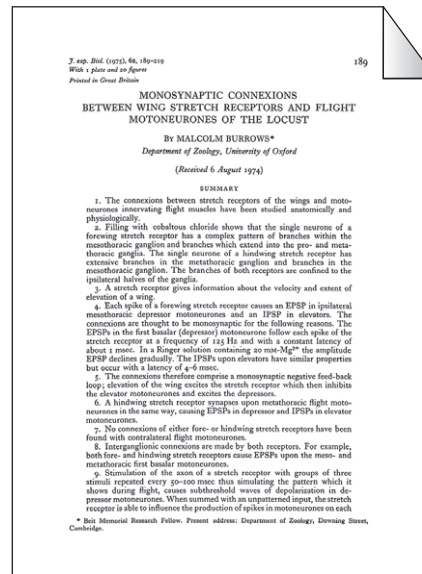 J. exp. Biol. (1975), 62, 189-219
189
With 1 plate and 20 figures
Printed in Great Britain
MONOSYNAPTIC CONNEXIONS
BETWEEN WING STRETCH RECEPTORS AND FLIGHT
MOTONEURONES OF THE LOCUST
BY MALCOLM BURROWS*
Department of Zoology, University of Oxford
(Received 6 August 1974)
SUMMARY
1. The connexions between stretch receptors of the wings and moto-
neurones innervating flight muscles have been studied anatomically and
physiologically.
2. Filling with cobaltous chloride shows that the single neurone of a
forewing stretch receptor has a complex pattern of branches within the
mesothoracic ganglion and branches which extend into the pro- and meta-
thoracic ganglia. The single neurone of a hindwing stretch receptor has
extensive branches in the metathoracic ganglion and branches in the
mesothoracic ganglion. The branches of both receptors are confined to the
ipsilateral halves of the ganglia.
3. A stretch receptor gives information about the velocity and extent of
elevation of a wing.
4. Each spike of a forewing stretch receptor causes an EPSP in ipsilateral
mesothoracic depressor motoneurones and an IPSP in elevators. The
connexions are thought to be monosynaptic for the following reasons. The
EPSPs in the first basalar (depressor) motoneurone follow each spike of the
stretch receptor at a frequency of 125 Hz and with a constant latency of
about 1 msec. In a Ringer solution containing 20 mM-Mg²⁺ the amplitude
EPSP declines gradually. The IPSPs upon elevators have similar properties
but occur with a latency of 4-6 msec.
5. The connexions therefore comprise a monosynaptic negative feed-back
loop; elevation of the wing excites the stretch receptor which then inhibits
the elevator motoneurones and excites the depressors.
6. A hindwing stretch receptor synapses upon metathoracic flight moto-
neurones in the same way, causing EPSPs in depressor and IPSPs in elevator
motoneurones.
7. No connexions of either fore- or hindwing stretch receptors have been
found with contralateral flight motoneurones.
8. Interganglionic connexions are made by both receptors. For example,
both fore- and hindwing stretch receptors cause EPSPs upon the meso- and
metathoracic first basalar motoneurones.
9. Stimulation of the axon of a stretch receptor with groups of three
stimuli repeated every 50-100 msec thus simulating the pattern which it
shows during flight, causes subthreshold waves of depolarization in de-
pressor motoneurones. When summed with an unpatterned input, the stretch
receptor is able to influence the production of spikes in motoneurones on each
* Beit Memorial Research Fellow. Present address: Department of Zoology, Downing Street,
Cambridge.